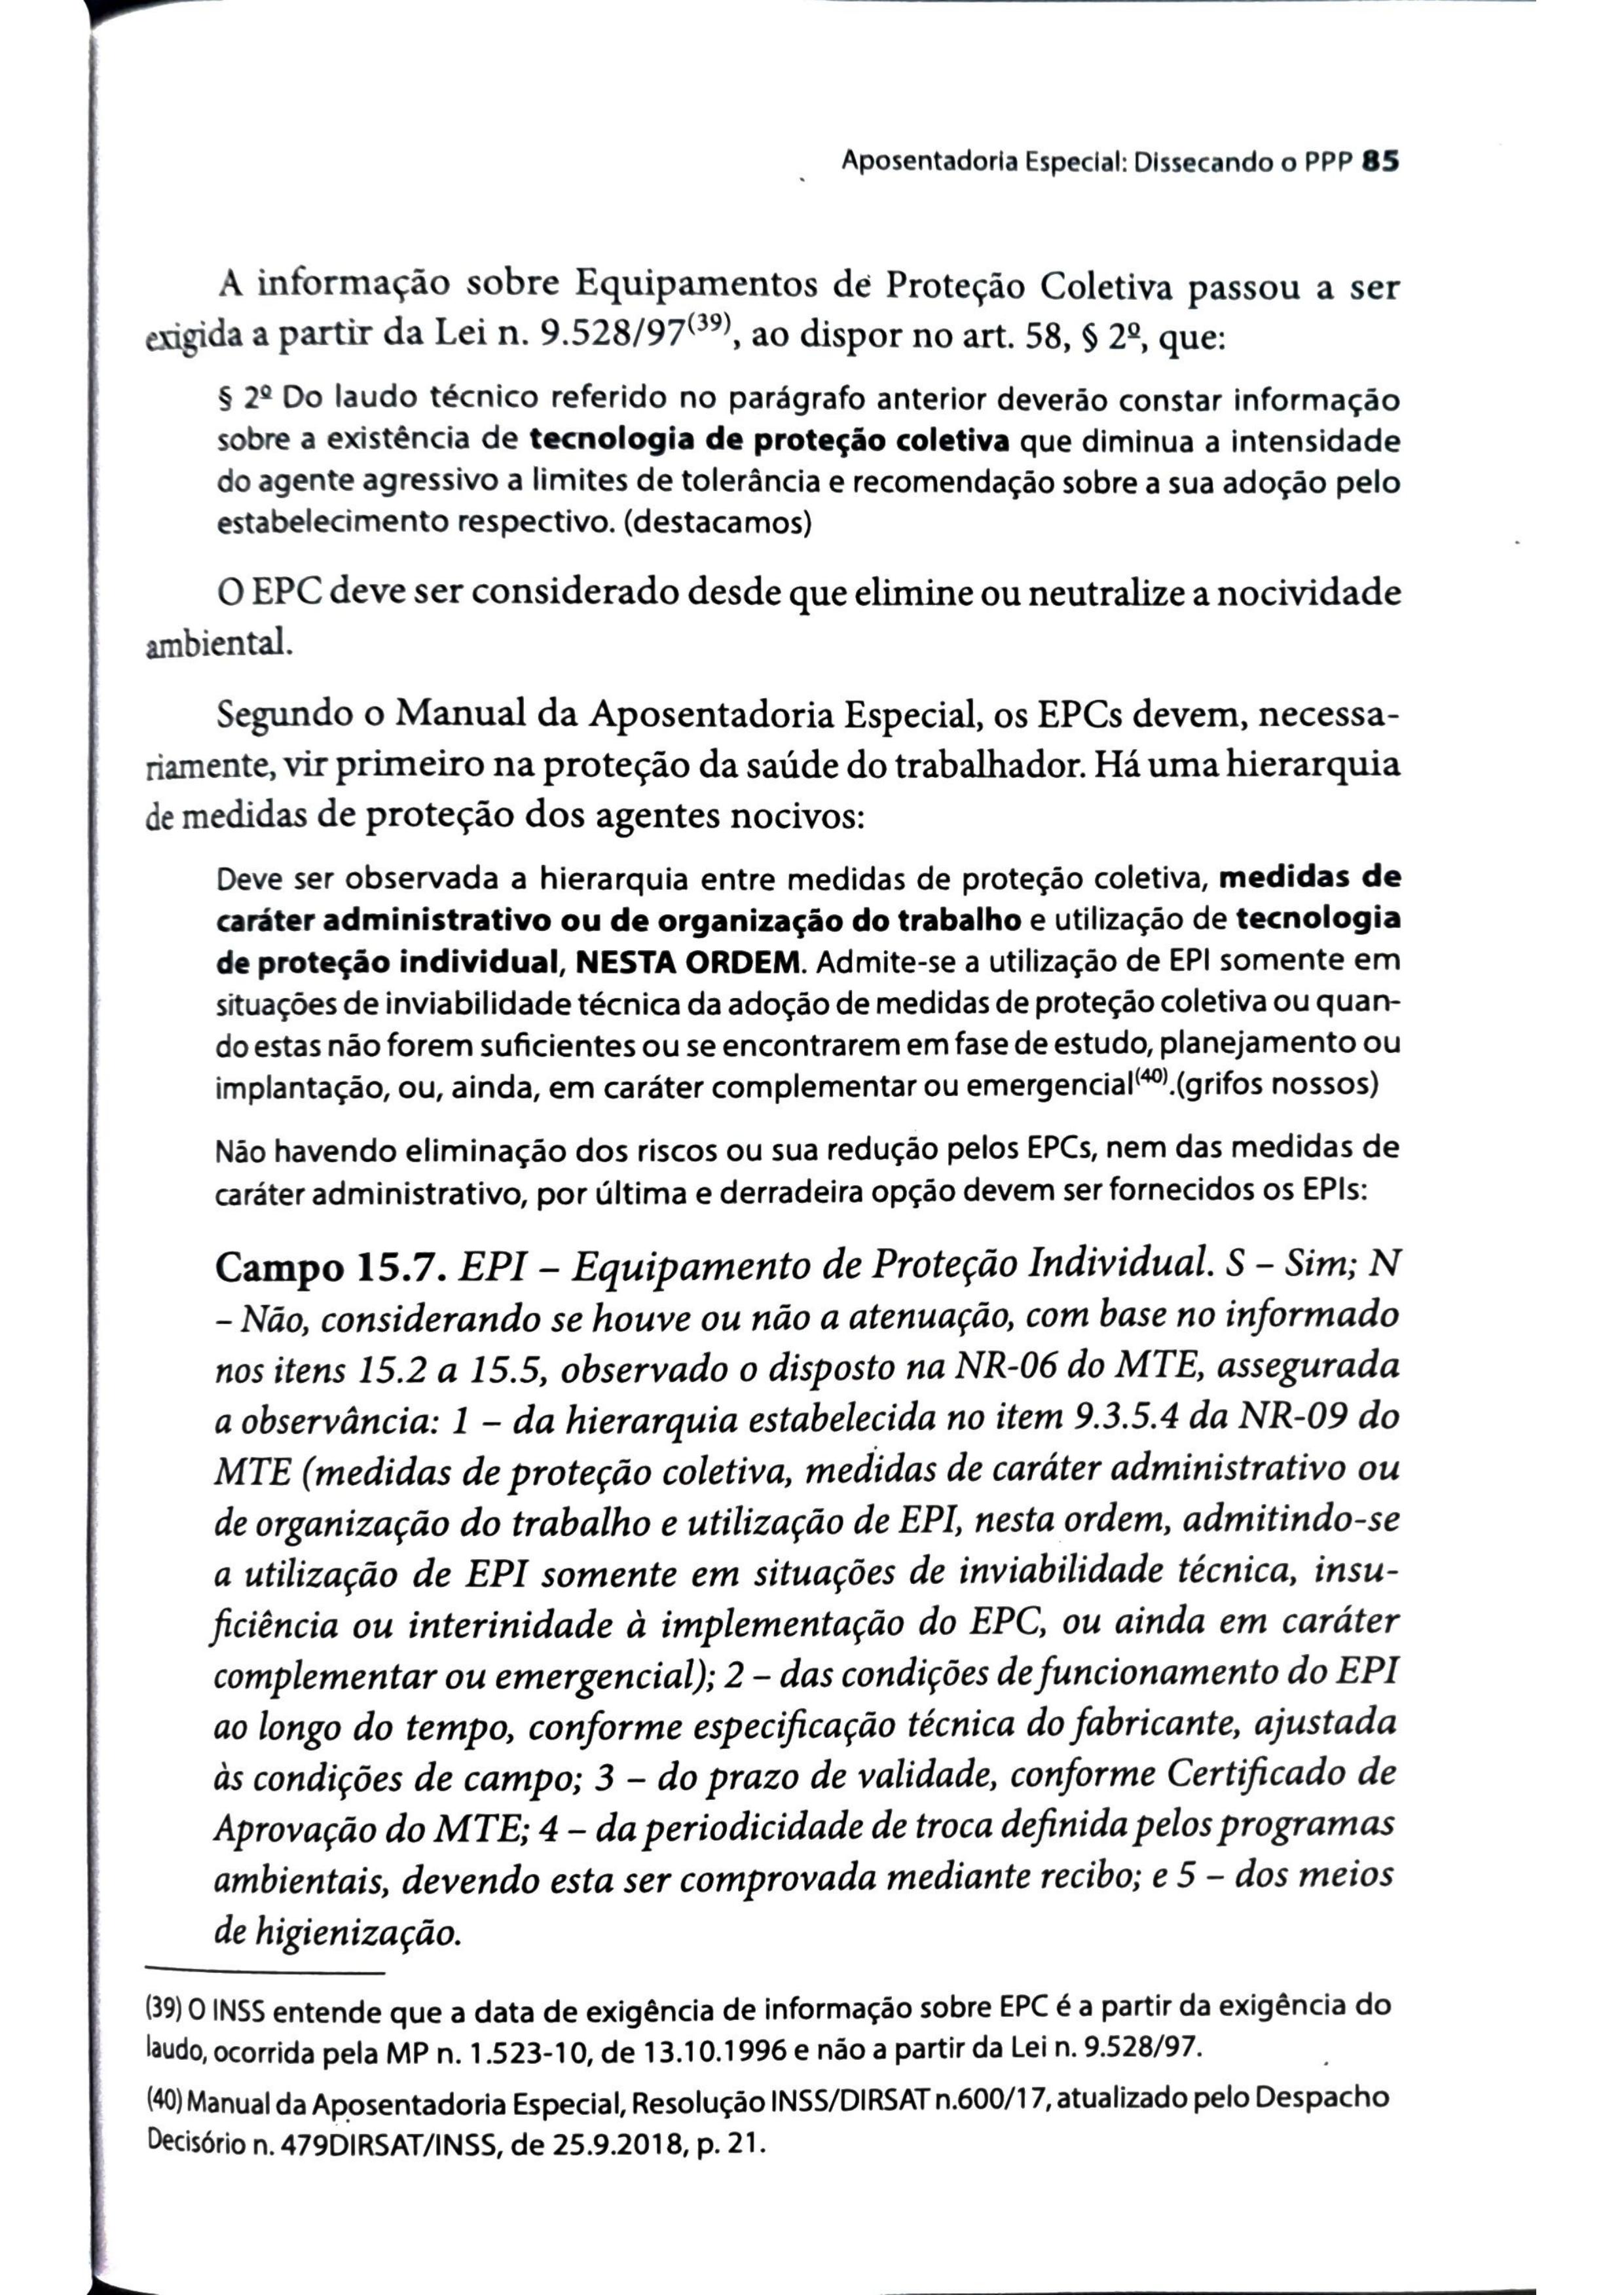 Aposentadoria Especial: Dissecando o PPP 85
A informação sobre Equipamentos de Proteção Coletiva passou a ser
exigida a partir da Lei n. 9.528/97(39), ao dispor no art. 58, § 2º, que:
§ 2º Do laudo técnico referido no parágrafo anterior deverão constar informação
sobre a existência de tecnologia de proteção coletiva que diminua a intensidade
do agente agressivo a limites de tolerância e recomendação sobre a sua adoção pelo
estabelecimento respectivo. (destacamos)
O EPC deve ser considerado desde que elimine ou neutralize a nocividade
ambiental.
Segundo o Manual da Aposentadoria Especial, os EPCs devem, necessa-
riamente, vir primeiro na proteção da saúde do trabalhador. Há uma hierarquia
de medidas de proteção dos agentes nocivos:
Deve ser observada a hierarquia entre medidas de proteção coletiva, medidas de
caráter administrativo ou de organização do trabalho e utilização de tecnologia
de proteção individual, NESTA ORDEM. Admite-se a utilização de EPI somente em
situações de inviabilidade técnica da adoção de medidas de proteção coletiva ou quan-
do estas não forem suficientes ou se encontrarem em fase de estudo, planejamento ou
implantação, ou, ainda, em caráter complementar ou emergencial(40).(grifos nossos)
Não havendo eliminação dos riscos ou sua redução pelos EPCs, nem das medidas de
caráter administrativo, por última e derradeira opção devem ser fornecidos os EPIs:
Campo 15.7. EPI – Equipamento de Proteção Individual. S – Sim; N
– Não, considerando se houve ou não a atenuação, com base no informado
nos itens 15.2 a 15.5, observado o disposto na NR-06 do MTE, assegurada
a observância: 1 – da hierarquia estabelecida no item 9.3.5.4 da NR-09 do
MTE (medidas de proteção coletiva, medidas de caráter administrativo ou
de organização do trabalho e utilização de EPI, nesta ordem, admitindo-se
a utilização de EPI somente em situações de inviabilidade técnica, insu-
ficiência ou interinidade à implementação do EPC, ou ainda em caráter
complementar ou emergencial); 2 – das condições de funcionamento do EPI
ao longo do tempo, conforme especificação técnica do fabricante, ajustada
às condições de campo; 3 – do prazo de validade, conforme Certificado de
Aprovação do MTE; 4 – da periodicidade de troca definida pelos programas
ambientais, devendo esta ser comprovada mediante recibo; e 5 – dos meios
de higienização.
(39) O INSS entende que a data de exigência de informação sobre EPC é a partir da exigência do
laudo, ocorrida pela MP n. 1.523-10, de 13.10.1996 e não a partir da Lei n. 9.528/97.
(40) Manual da Aposentadoria Especial, Resolução INSS/DIRSAT n.600/17, atualizado pelo Despacho
Decisório n. 479DIRSAT/INSS, de 25.9.2018, p. 21.